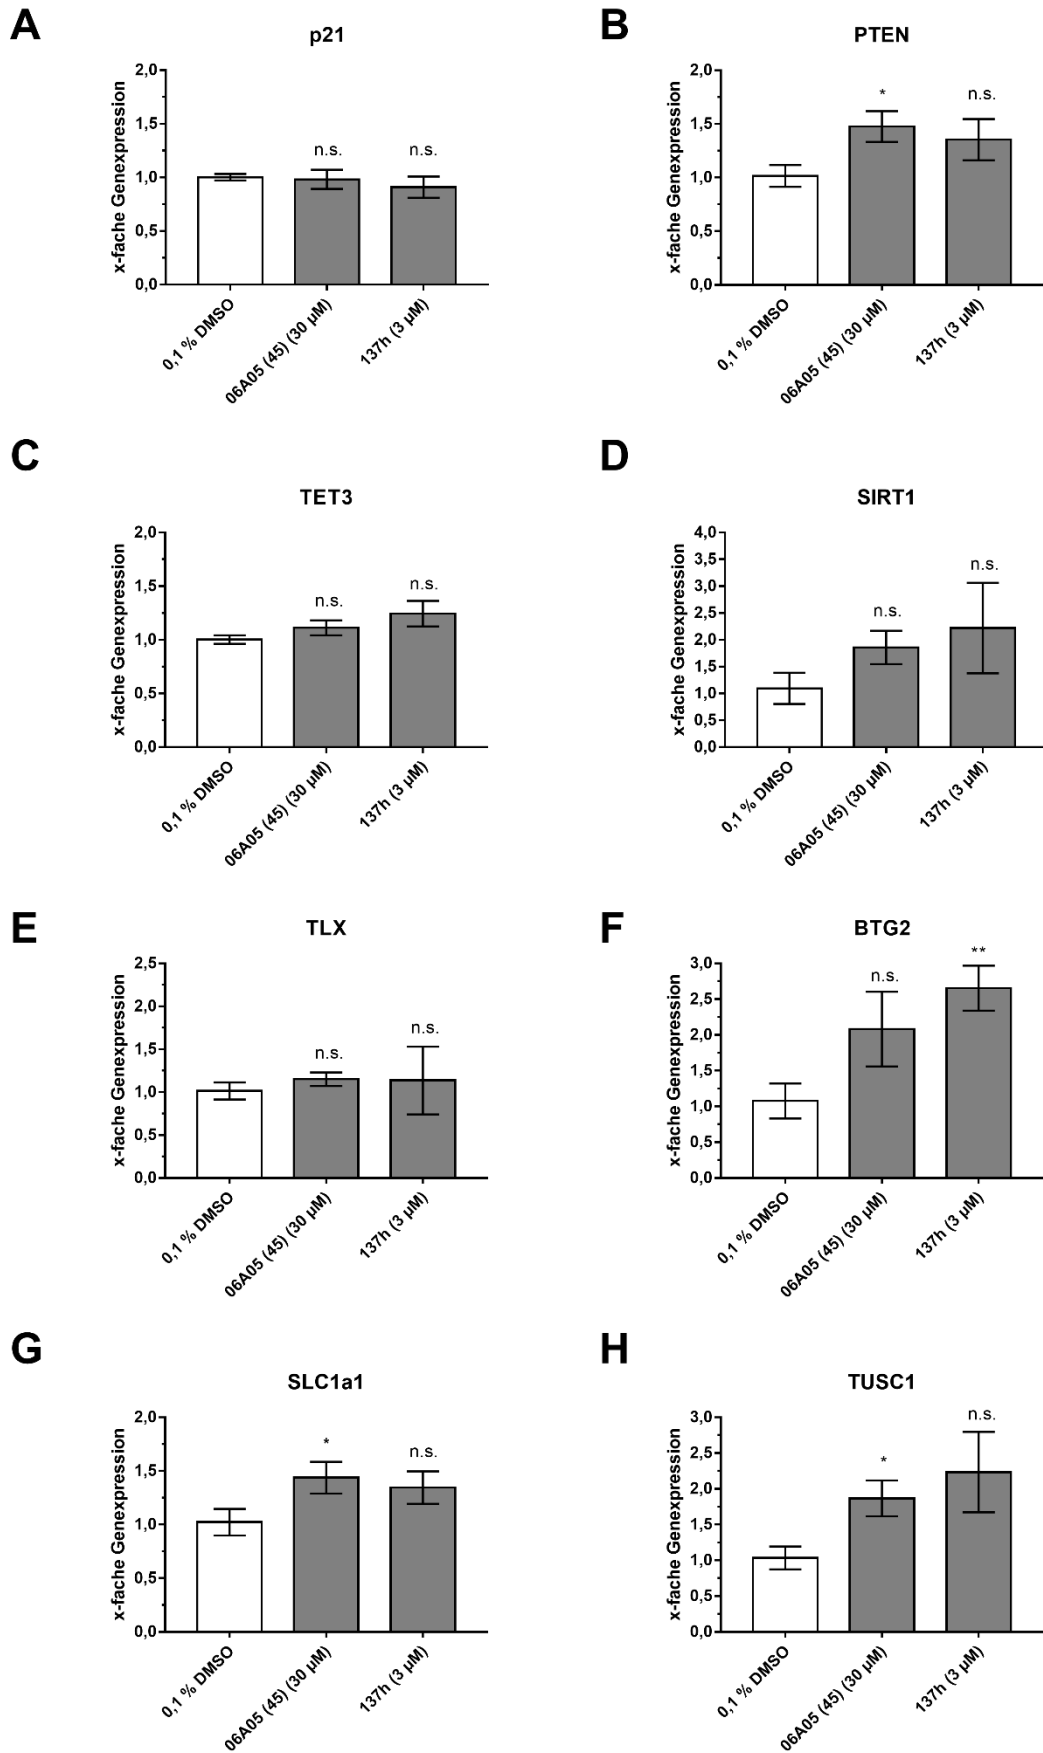 A
p21
x-fache Genexpression
2,0
1,5
1,0
0,5
0,0
n.s.
n.s.
0,1 % DMSO
06A05 (45) (30 µM)
137h (3 µM)
B
PTEN
x-fache Genexpression
2,0
1,5
1,0
0,5
0,0
*
n.s.
0,1 % DMSO
06A05 (45) (30 µM)
137h (3 µM)
C
TET3
x-fache Genexpression
2,0
1,5
1,0
0,5
0,0
n.s.
n.s.
0,1 % DMSO
06A05 (45) (30 µM)
137h (3 µM)
D
SIRT1
x-fache Genexpression
4,0
3,5
3,0
2,5
2,0
1,5
1,0
0,5
0,0
n.s.
n.s.
0,1 % DMSO
06A05 (45) (30 µM)
137h (3 µM)
E
TLX
x-fache Genexpression
2,5
2,0
1,5
1,0
0,5
0,0
n.s.
n.s.
0,1 % DMSO
06A05 (45) (30 µM)
137h (3 µM)
F
BTG2
x-fache Genexpression
3,0
2,5
2,0
1,5
1,0
0,5
0,0
n.s.
**
0,1 % DMSO
06A05 (45) (30 µM)
137h (3 µM)
G
SLC1a1
x-fache Genexpression
2,0
1,5
1,0
0,5
0,0
*
n.s.
0,1 % DMSO
06A05 (45) (30 µM)
137h (3 µM)
H
TUSC1
x-fache Genexpression
3,0
2,5
2,0
1,5
1,0
0,5
0,0
*
n.s.
0,1 % DMSO
06A05 (45) (30 µM)
137h (3 µM)